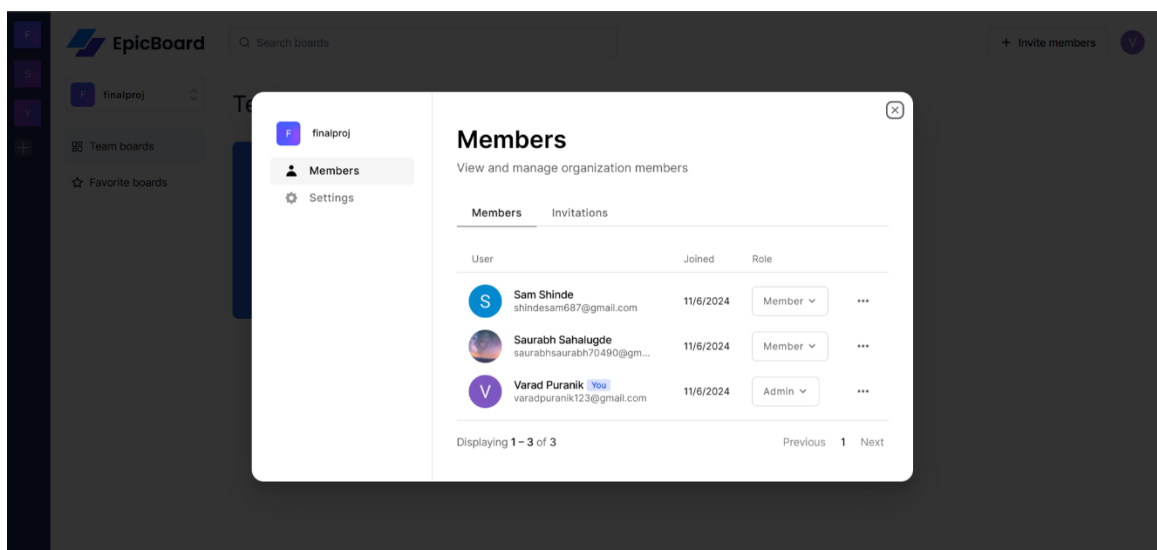 F
EpicBoard
Search boards
+ Invite members
V
S
F finalproj
Y
Te
Team boards
Favorite boards
F finalproj
Members
Settings
Members
View and manage organization members
Members Invitations
User Joined Role
S Sam Shinde 11/6/2024 Member ...
shindesam687@gmail.com
Saurabh Sahalugde 11/6/2024 Member ...
saurabhsaurabh70490@gm...
V Varad Puranik You 11/6/2024 Admin ...
varadpuranik123@gmail.com
Displaying 1 – 3 of 3 Previous 1 Next